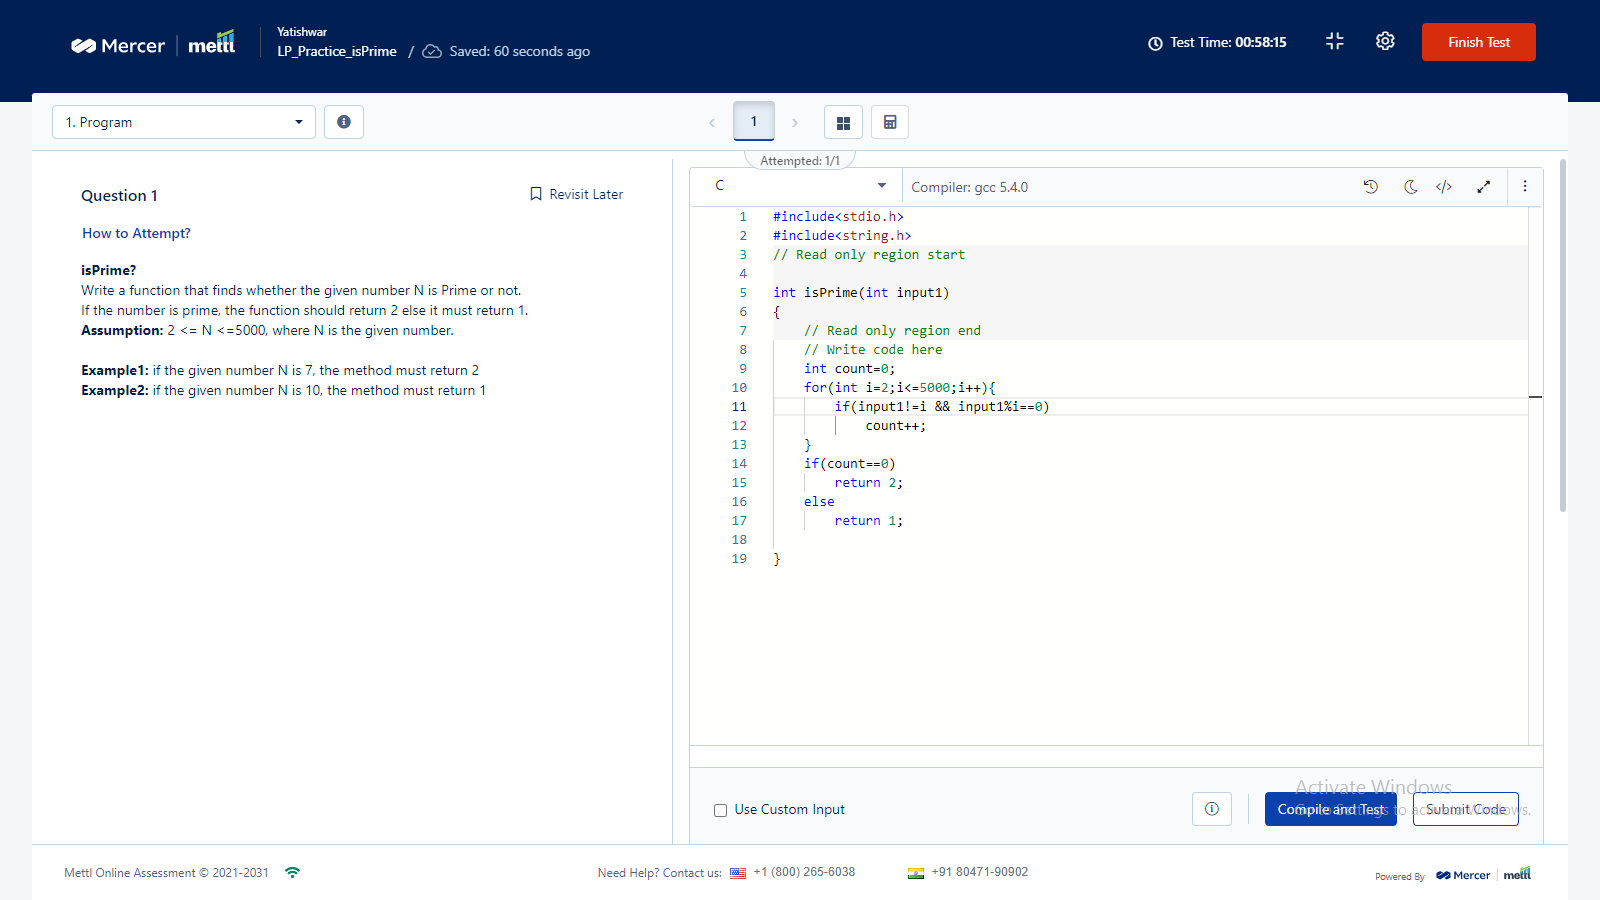 Mercer | mettl
Yatishwar
LP_Practice_isPrime / Saved: 60 seconds ago
Test Time: 00:58:15
Finish Test
1. Program
1
Attempted: 1/1
Question 1
Revisit Later
How to Attempt?
isPrime?
Write a function that finds whether the given number N is Prime or not.
If the number is prime, the function should return 2 else it must return 1.
Assumption: 2 <= N <=5000, where N is the given number.
Example1: if the given number N is 7, the method must return 2
Example2: if the given number N is 10, the method must return 1
C
Compiler: gcc 5.4.0
1 #include<stdio.h>
2 #include<string.h>
3 // Read only region start
4
5 int isPrime(int input1)
6 {
7 // Read only region end
8 // Write code here
9 int count=0;
10 for(int i=2;i<=5000;i++){
11 if(input1!=i && input1%i==0)
12 count++;
13 }
14 if(count==0)
15 return 2;
16 else
17 return 1;
18
19 }
Use Custom Input
Compile and Test
Submit Code
Activate Windows
Go to Settings to activate Windows.
Mettl Online Assessment © 2021-2031
Need Help? Contact us: +1 (800) 265-6038
+91 80471-90902
Powered By Mercer | mettl